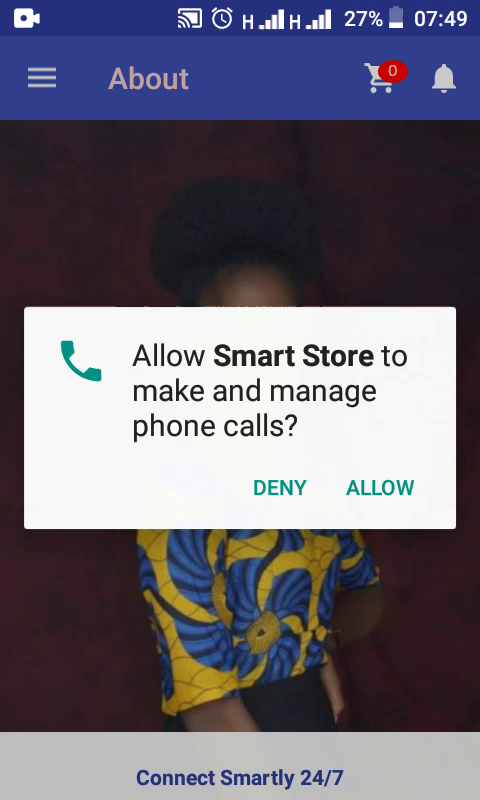 H H 27% 07:49
About 0
Allow Smart Store to
make and manage
phone calls?
DENY ALLOW
Connect Smartly 24/7